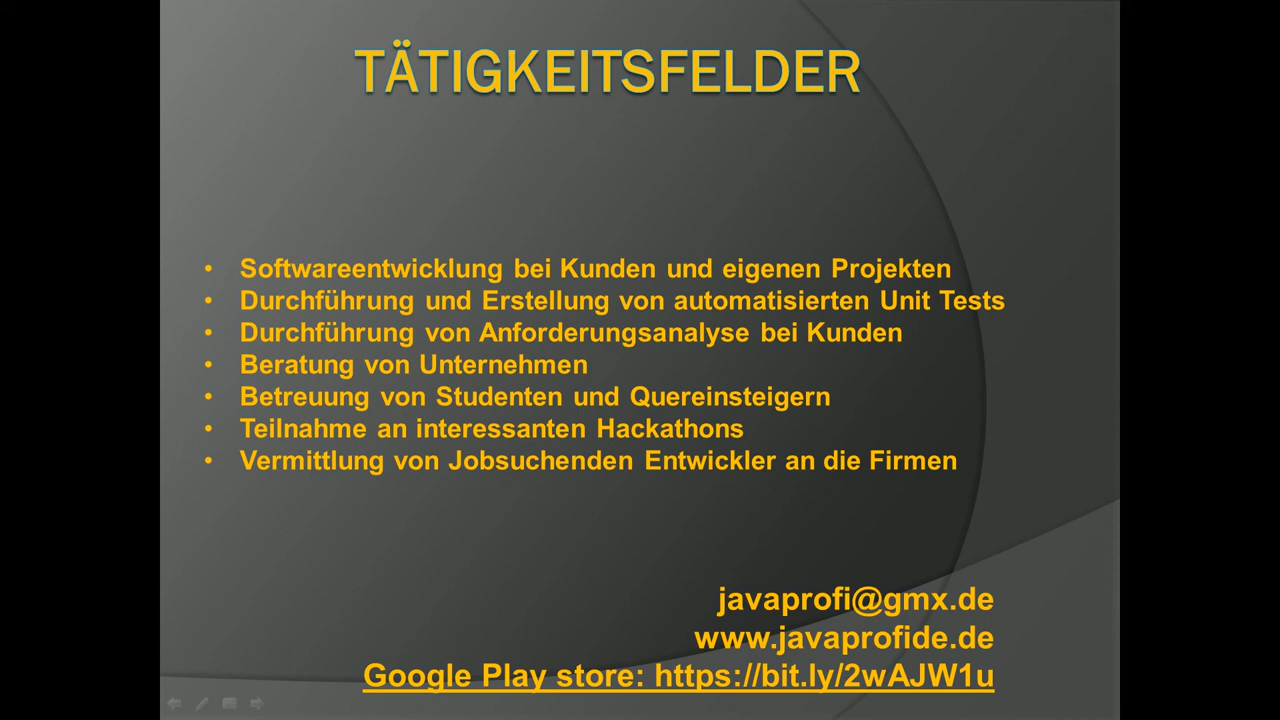 TÄTIGKEITSFELDER
• Softwareentwicklung bei Kunden und eigenen Projekten
• Durchführung und Erstellung von automatisierten Unit Tests
• Durchführung von Anforderungsanalyse bei Kunden
• Beratung von Unternehmen
• Betreuung von Studenten und Quereinsteigern
• Teilnahme an interessanten Hackathons
• Vermittlung von Jobsuchenden Entwickler an die Firmen
javaprofi@gmx.de
www.javaprofide.de
Google Play store: https://bit.ly/2wAJW1u